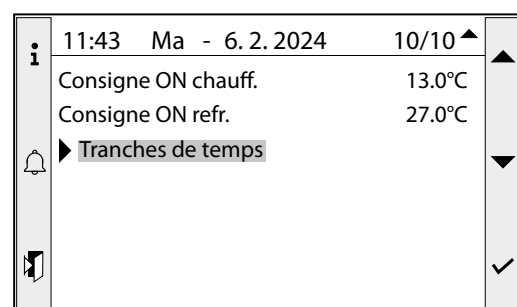 11:43 Ma - 6. 2. 2024 10/10
Consigne ON chauff. 13.0°C
Consigne ON refr. 27.0°C
Tranches de temps